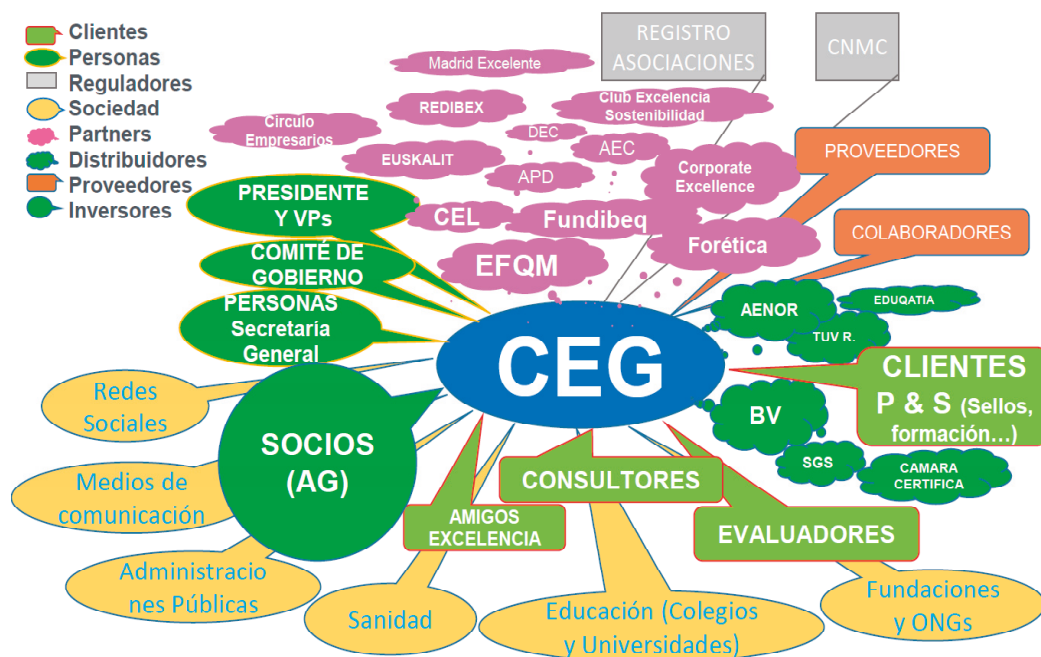 Clientes
Personas
Reguladores
Sociedad
Partners
Distribuidores
Proveedores
Inversores
REGISTRO
ASOCIACIONES
CNMC
Madrid Excelente
REDIBEX
Club Excelencia
Sostenibilidad
Círculo
Empresarios
DEC
AEC
EUSKALIT
APD
Corporate
Excellence
PROVEEDORES
PRESIDENTE
Y VPs
CEL
Fundibeq
Forética
COLABORADORES
COMITÉ DE
GOBIERNO
EFQM
PERSONAS
Secretaría
General
AENOR
EDUQATIA
TUV R.
CEG
CLIENTES
P & S (Sellos,
formación...)
Redes
Sociales
SOCIOS
(AG)
BV
SGS
CAMARA
CERTIFICA
Medios de
comunicación
CONSULTORES
AMIGOS
EXCELENCIA
EVALUADORES
Administracio
nes Públicas
Sanidad
Educación (Colegios
y Universidades)
Fundaciones
y ONGs